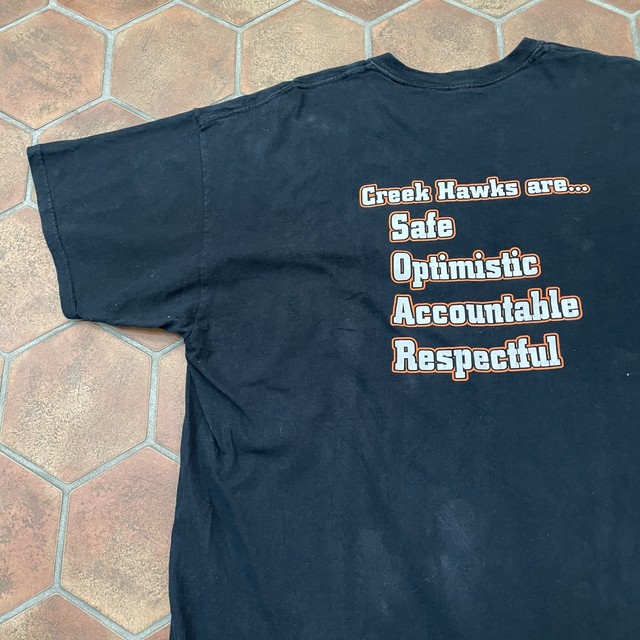 Creek Hawks are...
Safe
Optimistic
Accountable
Respectful